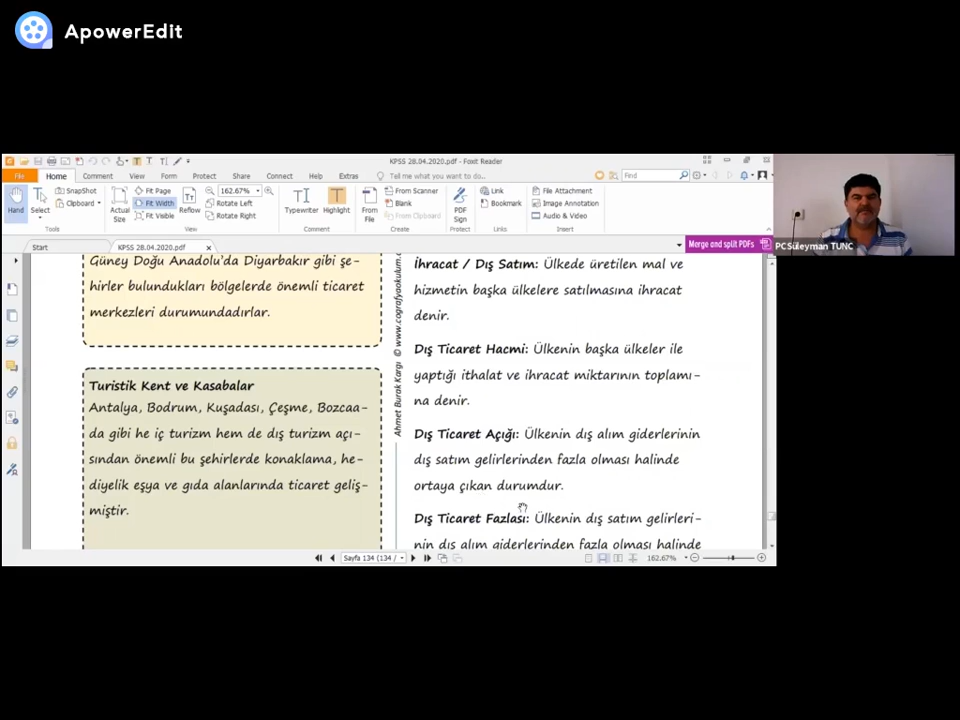 ApowerEdit
KPSS 28.04.2020.pdf - Foxit Reader
File Home Comment View Form Protect Share Connect Help Extras Tell me what you want to do.. Find
Hand
Select
SnapShot
Clipboard
Tools
Actual Size
Fit Page
Fit Width
Fit Visible
Reflow
162.67%
Rotate Left
Rotate Right
View
Typewriter
Highlight
Comment
From File
From Scanner
Blank
From Clipboard
Create
PDF Sign
Protect
Link
Bookmark
Links
File Attachment
Image Annotation
Audio & Video
Insert
Start
KPSS 28.04.2020.pdf
Merge and split PDFs
PCSüleyman TUNC
Güney Doğu Anadolu'da Diyarbakır gibi şe-
hirler bulundukları bölgelerde önemli ticaret
merkezleri durumundadırlar.
Turistik Kent ve Kasabalar
Antalya, Bodrum, Kuşadası, Çeşme, Bozcaa-
da gibi he iç turizm hem de dış turizm açı-
sından önemli bu şehirlerde konaklama, he-
diyelik eşya ve gıda alanlarında ticaret geliş-
miştir.
Ahmet Burak Kargı © www.cografyaokulum.c
ihracat / Dış Satım: Ülkede üretilen mal ve
hizmetin başka ülkelere satılmasına ihracat
denir.
Dış Ticaret Hacmi: Ülkenin başka ülkeler ile
yaptığı ithalat ve ihracat miktarının toplamı-
na denir.
Dış Ticaret Açığı: Ülkenin dış alım giderlerinin
dış satım gelirlerinden fazla olması halinde
ortaya çıkan durumdur.
Dış Ticaret Fazlası: Ülkenin dış satım gelirleri-
nin dış alım giderlerinden fazla olması halinde
Sayfa 134 (134 /
162.67%